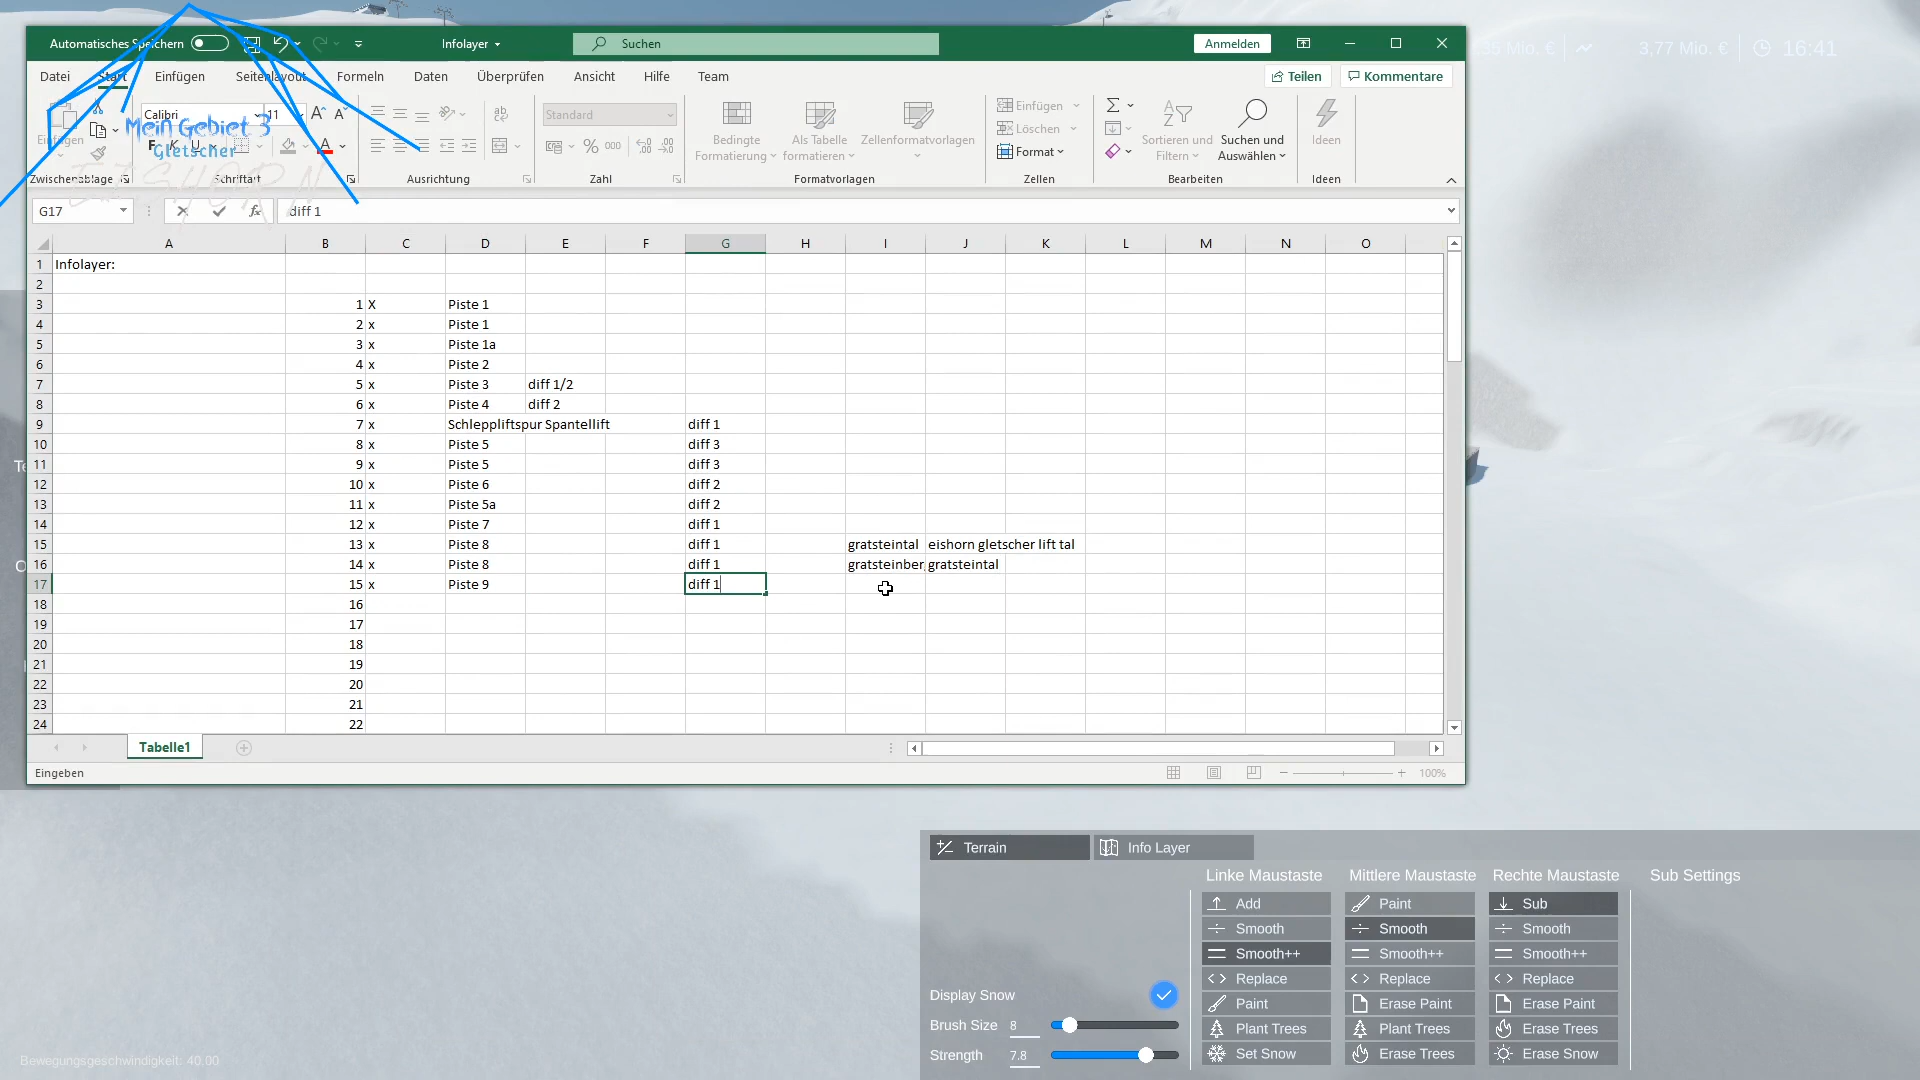 Automatisches Speichern
Infolayer
Suchen
Anmelden
35 Mio. €
3,77 Mio. €
16:41
Datei
Start
Einfügen
Seitenlayout
Formeln
Daten
Überprüfen
Ansicht
Hilfe
Team
Teilen
Kommentare
Einfügen
Calibri
11
Standard
Bedingte Formatierung
Als Tabelle formatieren
Zellenformatvorlagen
Einfügen
Löschen
Format
Sortieren und Filtern
Suchen und Auswählen
Ideen
Mein Gebiet 3
Gletscher
EISHORN
F K U
% 000
Zwischenablage
Schriftart
Ausrichtung
Zahl
Formatvorlagen
Zellen
Bearbeiten
Ideen
G17
diff 1
A B C D E F G H I J K L M N O
1 Infolayer:
2
3 1 X Piste 1
4 2 x Piste 1
5 3 x Piste 1a
6 4 x Piste 2
7 5 x Piste 3 diff 1/2
8 6 x Piste 4 diff 2
9 7 x Schleppliftspur Spantellift diff 1
10 8 x Piste 5 diff 3
11 9 x Piste 5 diff 3
12 10 x Piste 6 diff 2
13 11 x Piste 5a diff 2
14 12 x Piste 7 diff 1
15 13 x Piste 8 diff 1 gratsteintal eishorn gletscher lift tal
16 14 x Piste 8 diff 1 gratsteinber gratsteintal
17 15 x Piste 9 diff 1
18 16
19 17
20 18
21 19
22 20
23 21
24 22
Tabelle1
Eingeben
100%
Terrain
Info Layer
Linke Maustaste Mittlere Maustaste Rechte Maustaste Sub Settings
Add Paint Sub
Smooth Smooth Smooth
Smooth++ Smooth++ Smooth++
Replace Replace Replace
Paint Erase Paint Erase Paint
Plant Trees Plant Trees Erase Trees
Set Snow Erase Trees Erase Snow
Display Snow
Brush Size 8
Strength 7.8
Bewegungsgeschwindigkeit: 40.00